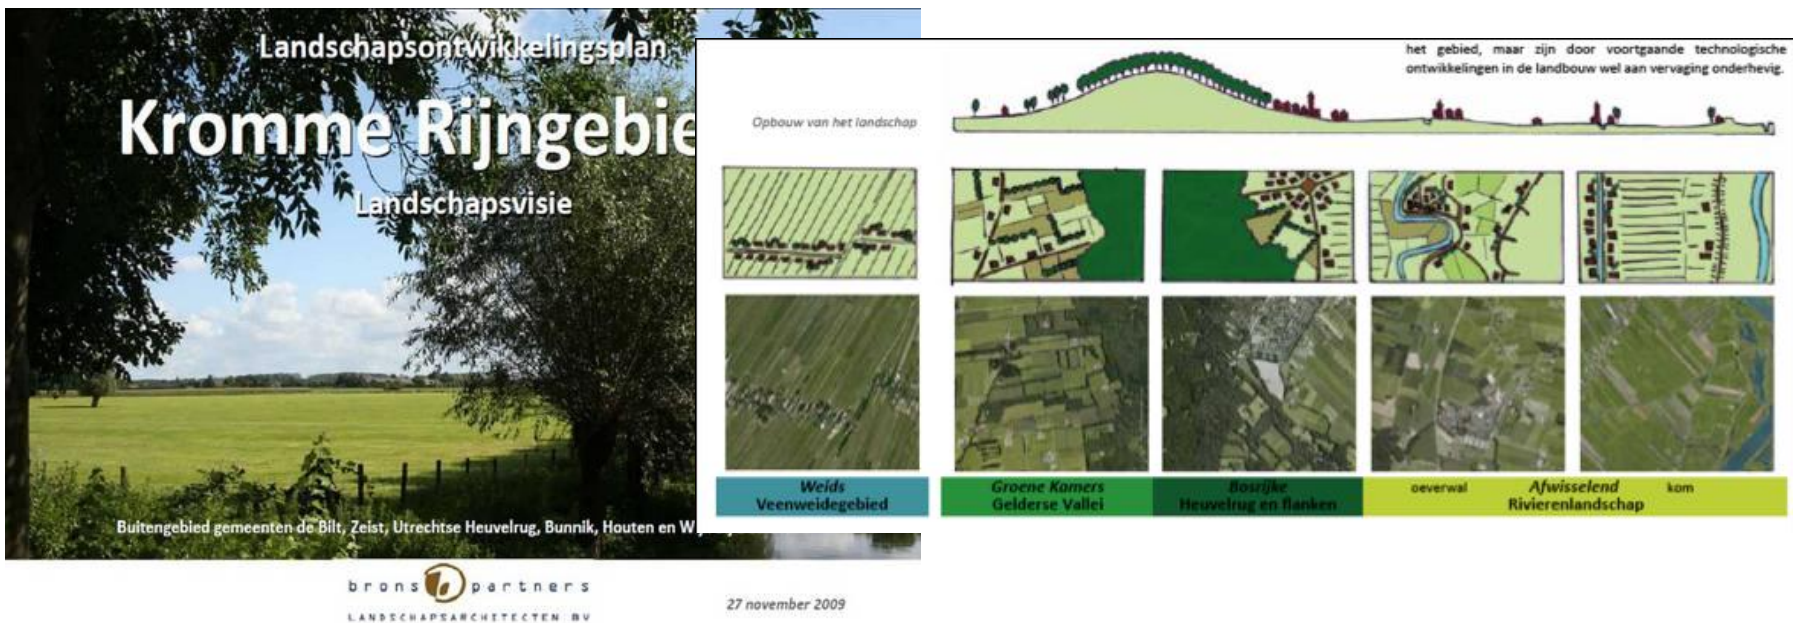 Landschapsontwikkelingsplan
Kromme Rijngebie
Landschapsvisie
Buitengebied gemeenten de Bilt, Zeist, Utrechtse Heuvelrug, Bunnik, Houten en
brons partners
LANDSCHAPSARCHITECTEN BV
27 november 2009
het gebied, maar zijn door voortgaande technologische
ontwikkelingen in de landbouw wel aan vervaging onderhevig.
Opbouw van het landschap
Weids
Veenweidegebied
Groene Kamers
Gelderse Vallei
Bosrijke
Heuvelrug en flanken
oeverwal Afwisselend kom
Rivierenlandschap